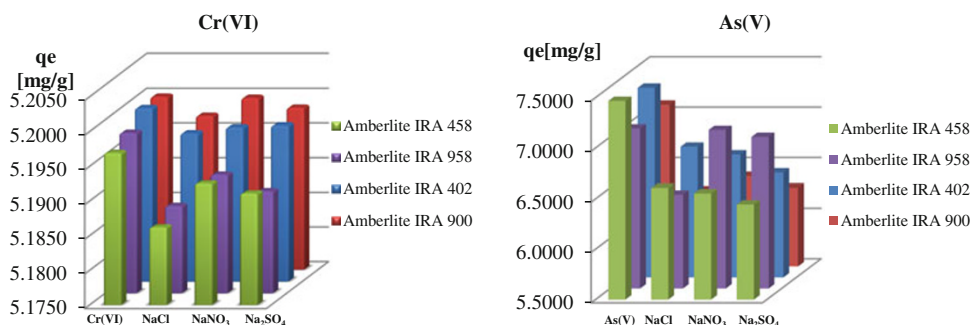 Cr(VI)
qe
[mg/g]
5.2050
5.2000
5.1950
5.1900
5.1850
5.1800
5.1750
Cr(VI) NaCl NaNO₃ Na₂SO₄
Amberlite IRA 458
Amberlite IRA 958
Amberlite IRA 402
Amberlite IRA 900
As(V)
qe[mg/g]
7.5000
7.0000
6.5000
6.0000
5.5000
As(V) NaCl NaNO₃ Na₂SO₄
Amberlite IRA 458
Amberlite IRA 958
Amberlite IRA 402
Amberlite IRA 900